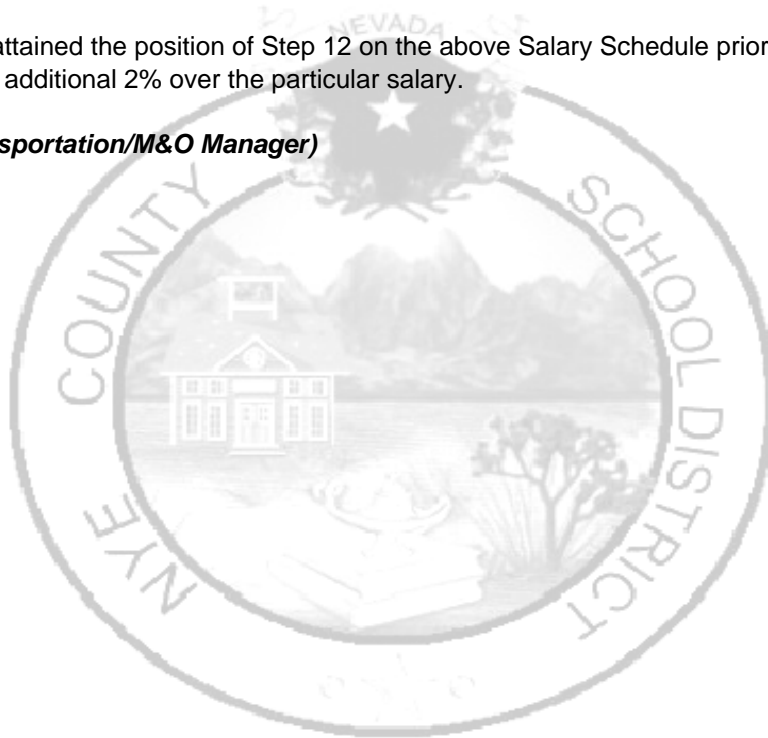 attained the position of Step 12 on the above Salary Schedule prior
additional 2% over the particular salary.
sportation/M&O Manager)
NEVADA
NYE COUNTY SCHOOL DISTRICT